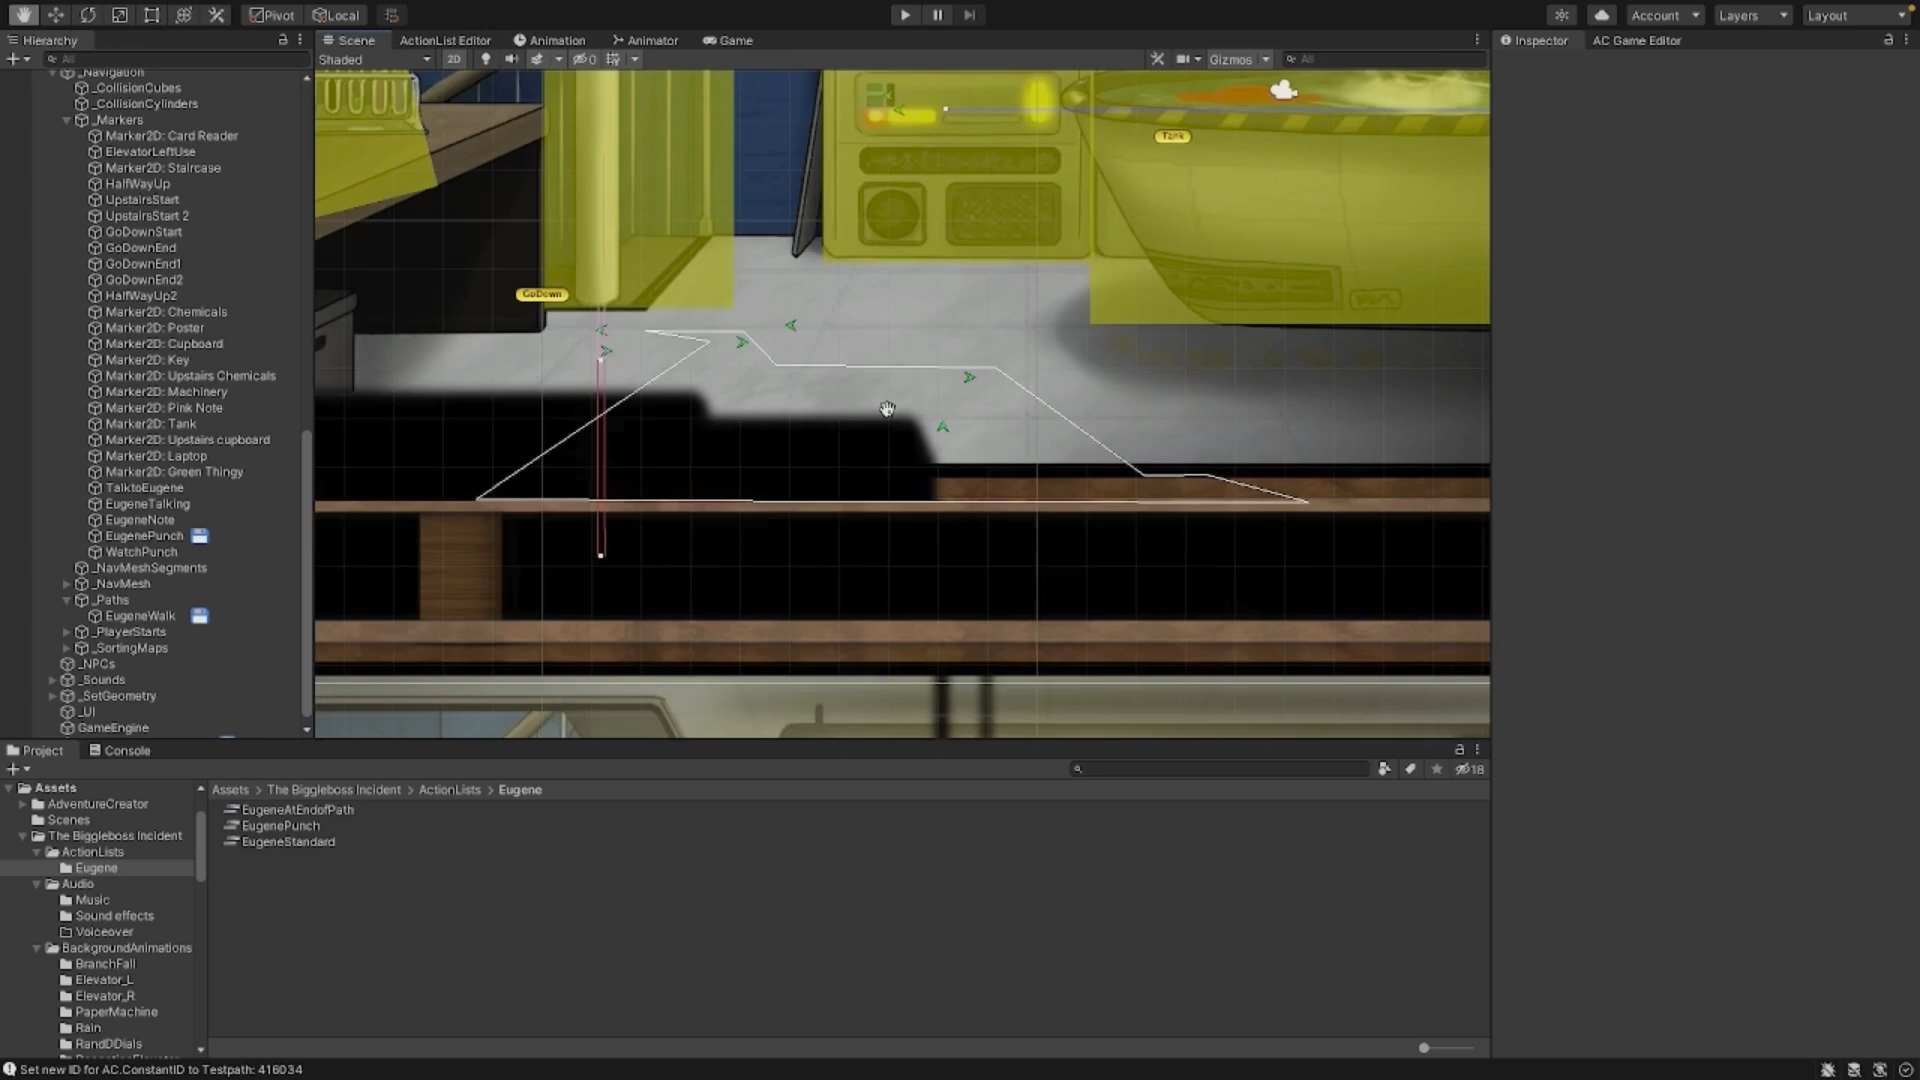 Pivot
Local
Account
Layers
Layout
Hierarchy
Scene
ActionList Editor
Animation
Animator
Game
Inspector
AC Game Editor
All
Shaded
2D
0
Gizmos
All
_Navigation
_CollisionCubes
_CollisionCylinders
_Markers
Marker2D: Card Reader
ElevatorLeftUse
Marker2D: Staircase
HalfWayUp
UpstairsStart
UpstairsStart 2
GoDownStart
GoDownEnd
GoDownEnd1
GoDownEnd2
HalfWayUp2
Marker2D: Chemicals
Marker2D: Poster
Marker2D: Cupboard
Marker2D: Key
Marker2D: Upstairs Chemicals
Marker2D: Machinery
Marker2D: Pink Note
Marker2D: Tank
Marker2D: Upstairs cupboard
Marker2D: Laptop
Marker2D: Green Thingy
TalktoEugene
EugeneTalking
EugeneNote
EugenePunch
WatchPunch
_NavMeshSegments
_NavMesh
_Paths
EugeneWalk
_PlayerStarts
_SortingMaps
_NPCs
_Sounds
_SetGeometry
_UI
GameEngine
Tank
GoDown
Project
Console
18
Assets
AdventureCreator
Scenes
The Biggleboss Incident
ActionLists
Eugene
Audio
Music
Sound effects
Voiceover
BackgroundAnimations
BranchFall
Elevator_L
Elevator_R
PaperMachine
Rain
RandDDials
Assets > The Biggleboss Incident > ActionLists > Eugene
EugeneAtEndofPath
EugenePunch
EugeneStandard
Set new ID for AC.ConstantID to Testpath: 416034